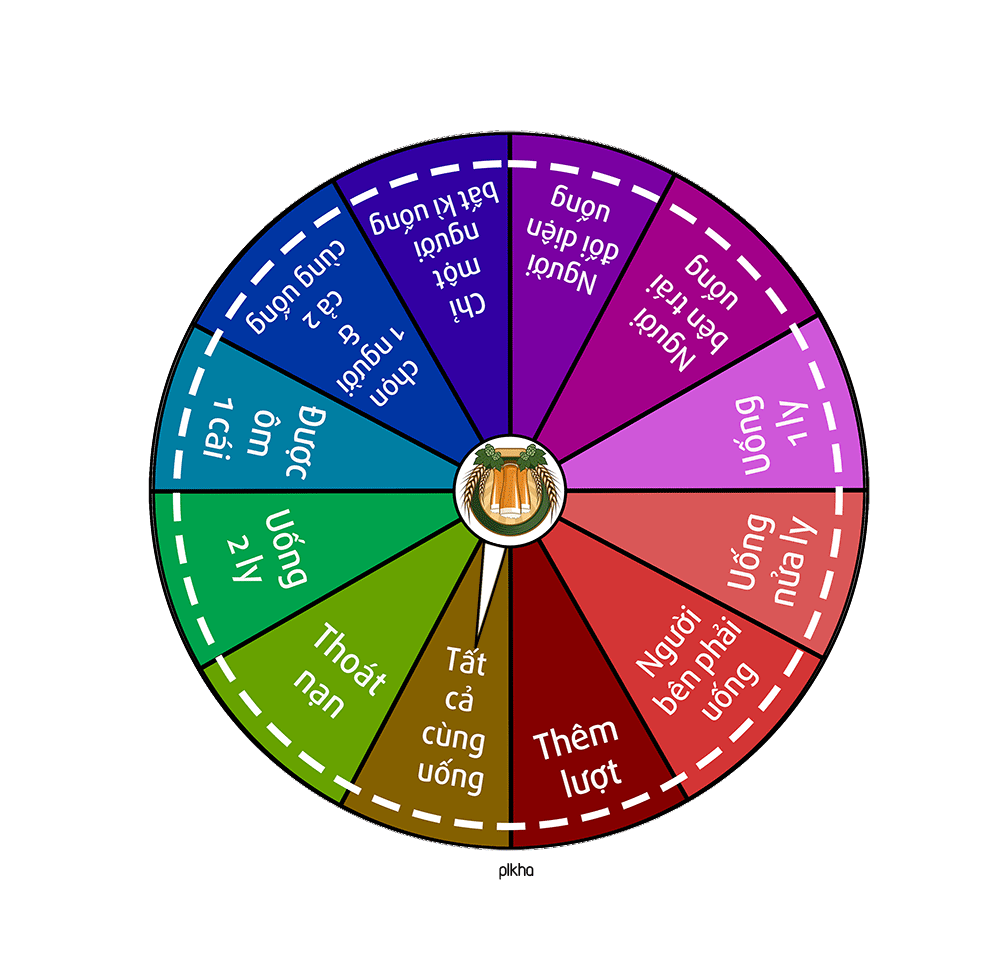 Người
đối diện
uống
Người
bên trái
uống
Uống
1 ly
Uống
nửa ly
Người
bên phải
uống
Thêm
lượt
Tất
cả
cùng
uống
Thoát
nạn
Uống
2 ly
Được
ôm
1 cái
chọn
1 người
&
cả 2
cùng uống
Chỉ
một
người
bất kì uống
plkha